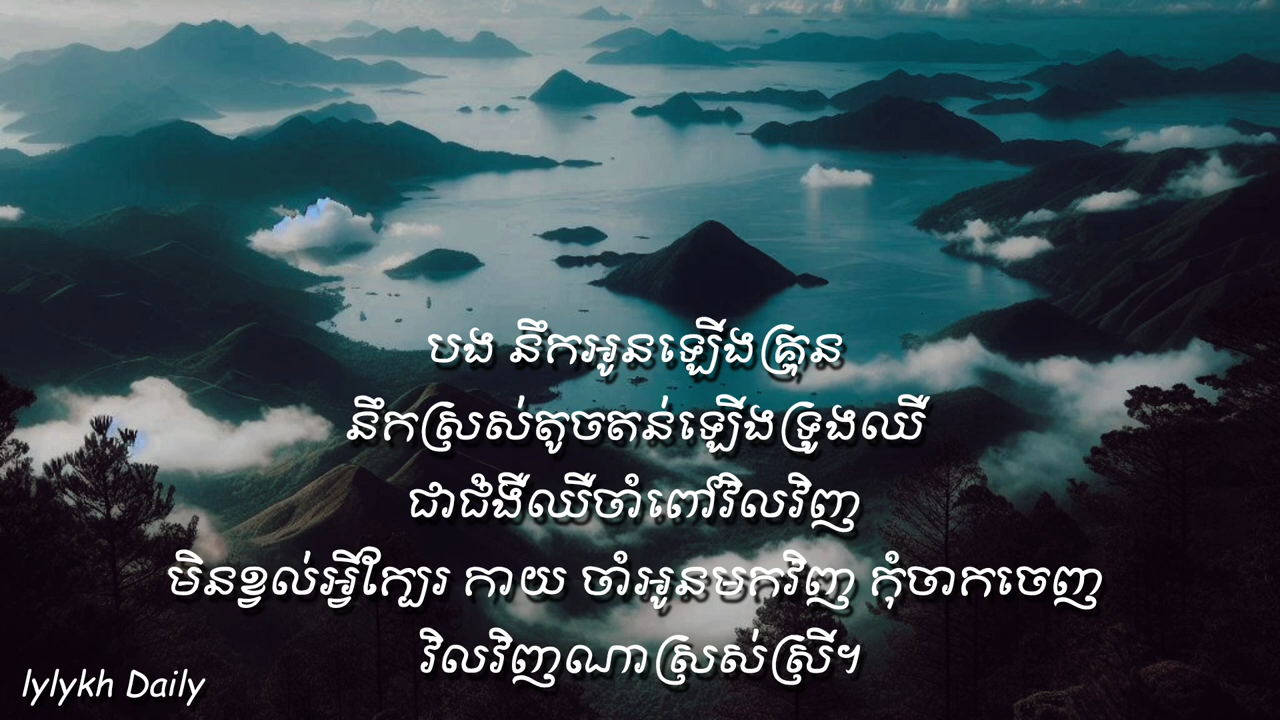 បង នឹកអូនឡើងគ្រុន
នឹកស្រស់តូចតន់ឡើងទ្រូងឈឺ
ជាជំងឺឈឺចាំពៅវិលវិញ
មិនខ្វល់អ្វីក្បែរ កាយ ចាំអូនមកវិញ កុំចាកចេញ
វិលវិញណាស្រស់ស្រី។
lylykh Daily